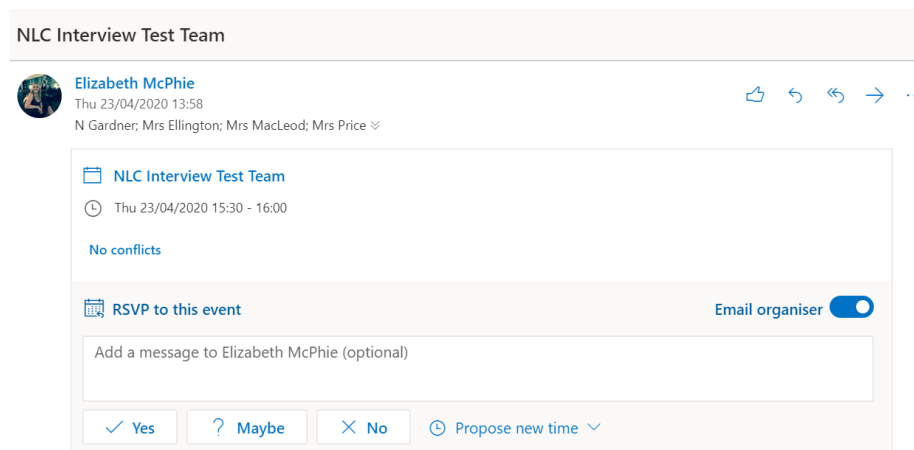 NLC Interview Test Team
Elizabeth McPhie
Thu 23/04/2020 13:58
N Gardner; Mrs Ellington; Mrs MacLeod; Mrs Price
NLC Interview Test Team
Thu 23/04/2020 15:30 - 16:00
No conflicts
RSVP to this event Email organiser
Add a message to Elizabeth McPhie (optional)
Yes ? Maybe No Propose new time